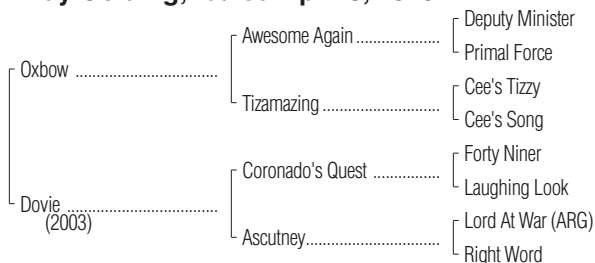 Deputy Minister
Awesome Again
Primal Force
Oxbow
Cee's Tizzy
Tizamazing
Cee's Song
Forty Niner
Coronado's Quest
Laughing Look
Dovie
(2003)
Lord At War (ARG)
Ascutney
Right Word